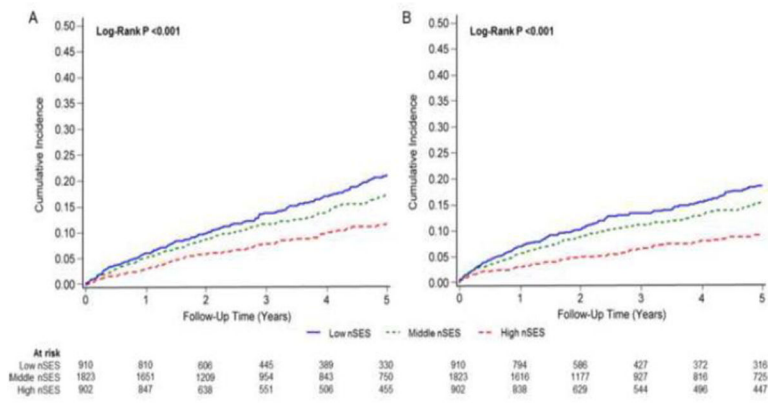 A
B
Log-Rank P <0.001
Log-Rank P <0.001
Cumulative Incidence
0.50
0.45
0.40
0.35
0.30
0.25
0.20
0.15
0.10
0.05
0.00
0 1 2 3 4 5
Follow-Up Time (Years)
Cumulative Incidence
0.50
0.45
0.40
0.35
0.30
0.25
0.20
0.15
0.10
0.05
0.00
0 1 2 3 4 5
Follow-Up Time (Years)
Low nSES Middle nSES High nSES
At risk
Low nSES 910 810 606 445 389 330 910 794 586 427 372 316
Middle nSES 1823 1651 1209 954 843 750 1823 1616 1177 927 816 725
High nSES 902 847 638 551 506 455 902 838 629 544 496 447